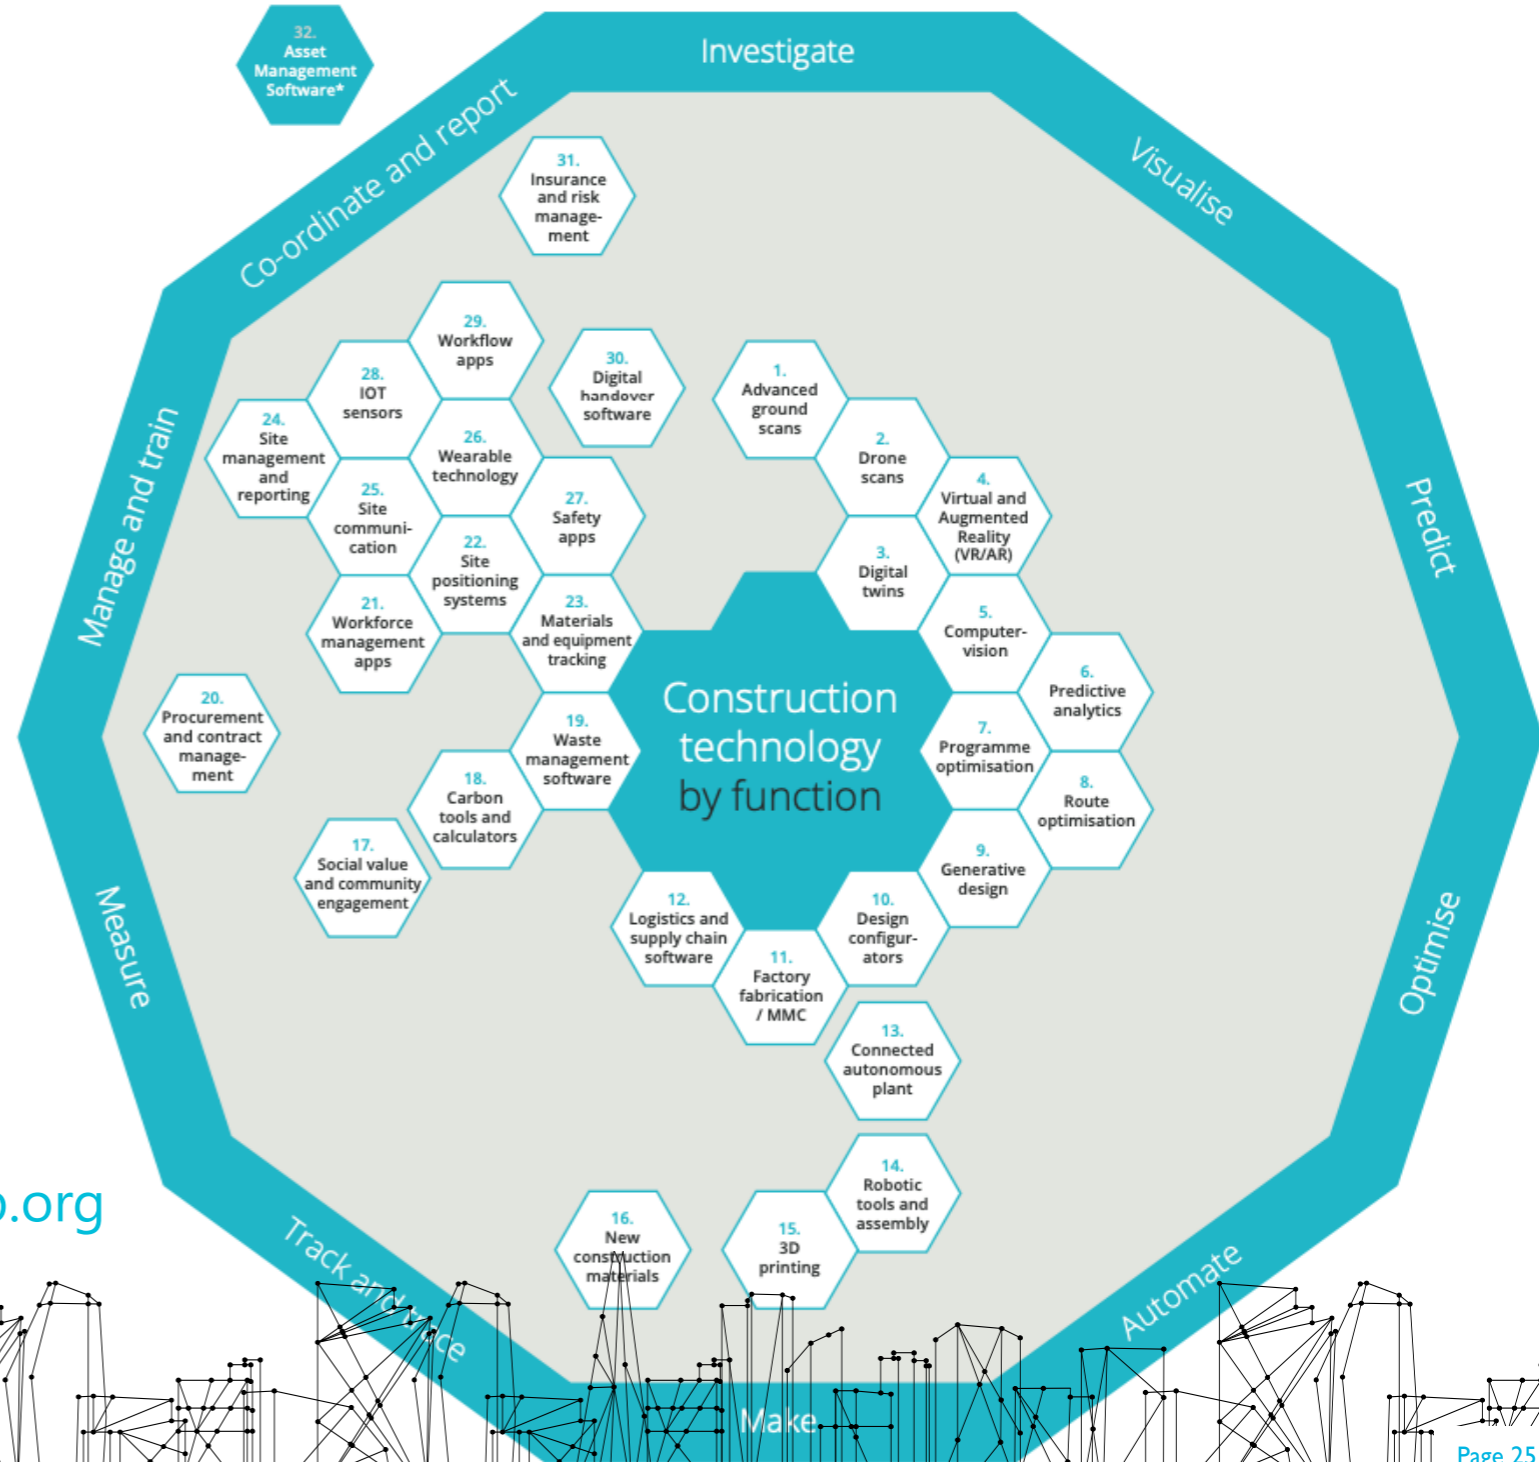 32.
Asset
Management
Software*
Investigate
Co-ordinate and report
Visualise
31.
Insurance
and risk
manage-
ment
29.
Workflow
apps
30.
Digital
handover
software
28.
IOT
sensors
1.
Advanced
ground
scans
24.
Site
management
and
reporting
26.
Wearable
technology
2.
Drone
scans
Manage and train
25.
Site
communi-
cation
27.
Safety
apps
4.
Virtual and
Augmented
Reality
(VR/AR)
Predict
22.
Site
positioning
systems
3.
Digital
twins
21.
Workforce
management
apps
23.
Materials
and equipment
tracking
5.
Computer-
vision
6.
Predictive
analytics
20.
Procurement
and contract
manage-
ment
19.
Waste
management
software
Construction
technology
by function
7.
Programme
optimisation
18.
Carbon
tools and
calculators
8.
Route
optimisation
17.
Social value
and community
engagement
9.
Generative
design
Measure
12.
Logistics and
supply chain
software
10.
Design
configur-
ators
Optimise
11.
Factory
fabrication
/ MMC
13.
Connected
autonomous
plant
14.
Robotic
tools and
assembly
.org
16.
New
construction
materials
15.
3D
printing
Track and trace
Automate
Make
Page 25